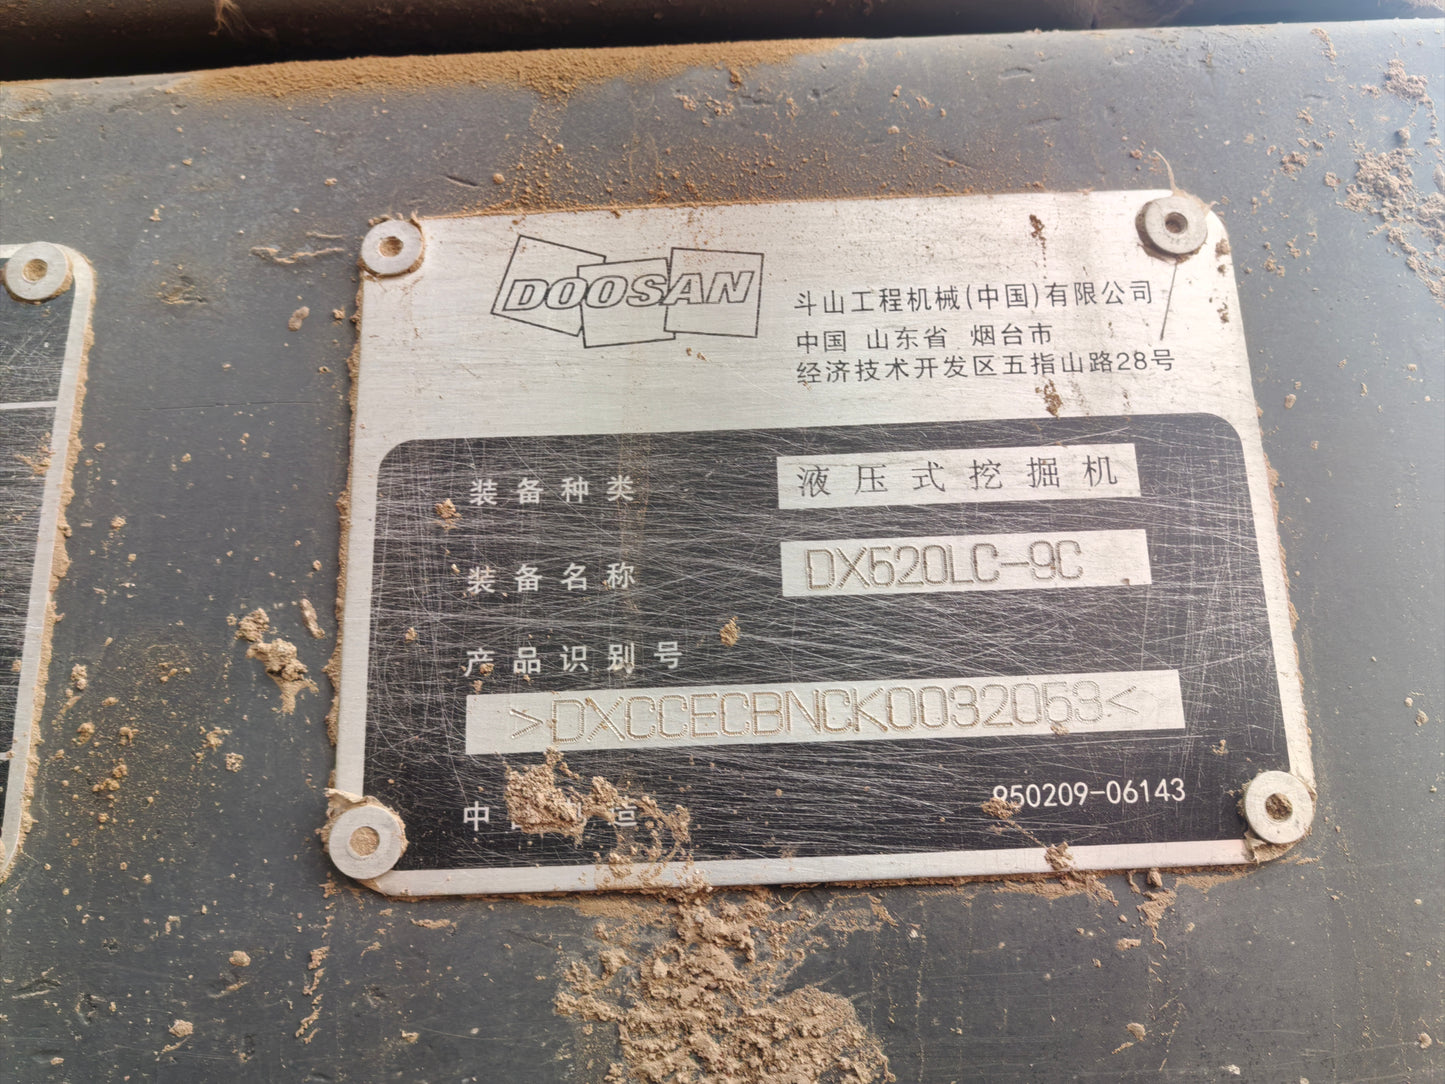 DOOSAN
斗山工程机械(中国)有限公司
中国 山东省 烟台市
经济技术开发区五指山路28号
装备种类 液压式挖掘机
装备名称 DX520LC-9C
产品识别号
>DXCCECBNCK0032053<
中
950209-06143